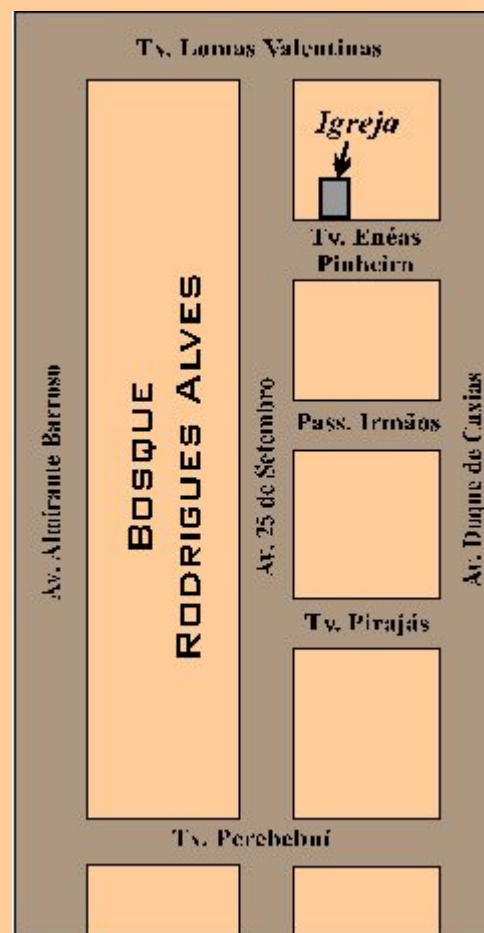 Tv. Lomas Valentinas
Igreja
Tv. Enéas
Pinheiro
BOSQUE
RODRIGUES ALVES
Av. Almirante Barroso
Av. 25 de Setembro
Pass. Irmãos
Av. Duque de Caxias
Tv. Pirajás
Tv. Perebebuí